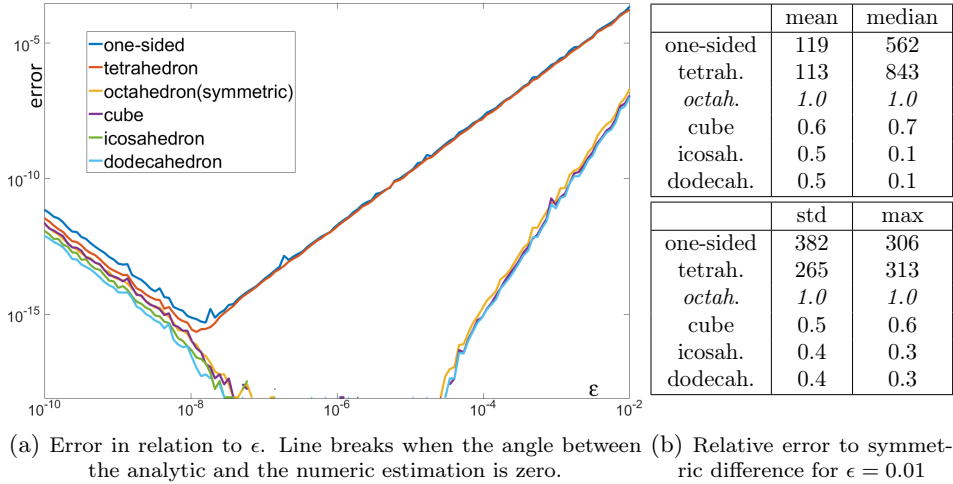 error
10^-5
10^-10
10^-15
one-sided
tetrahedron
octahedron(symmetric)
cube
icosahedron
dodecahedron
ε
10^-10 10^-8 10^-6 10^-4 10^-2
(a) Error in relation to ϵ. Line breaks when the angle between
the analytic and the numeric estimation is zero.
mean median
one-sided 119 562
tetrah. 113 843
octah. 1.0 1.0
cube 0.6 0.7
icosah. 0.5 0.1
dodecah. 0.5 0.1
std max
one-sided 382 306
tetrah. 265 313
octah. 1.0 1.0
cube 0.5 0.6
icosah. 0.4 0.3
dodecah. 0.4 0.3
(b) Relative error to symmet-
ric difference for ϵ = 0.01